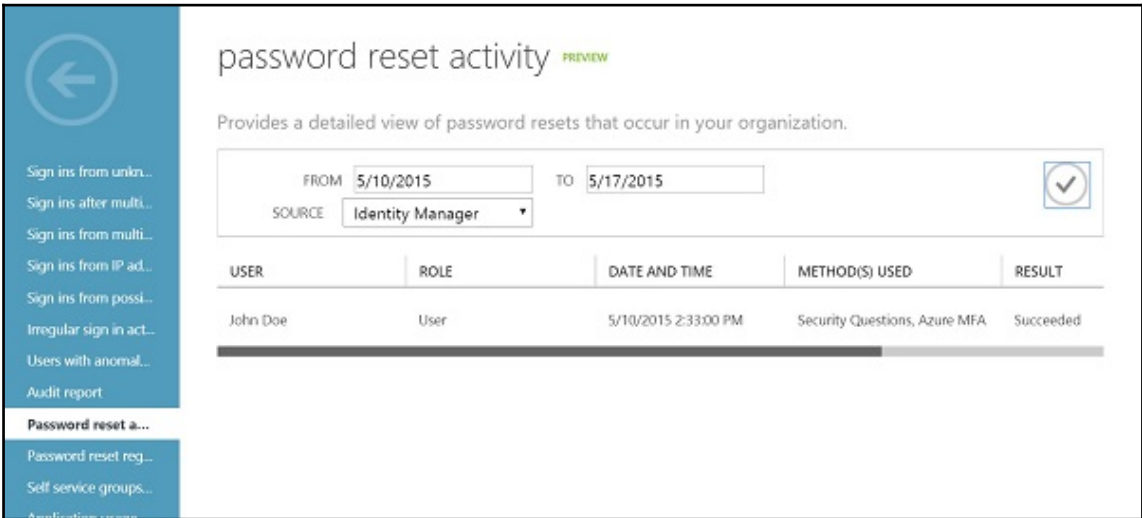 password reset activity PREVIEW
Provides a detailed view of password resets that occur in your organization.
FROM 5/10/2015 TO 5/17/2015
SOURCE Identity Manager
USER ROLE DATE AND TIME METHOD(S) USED RESULT
John Doe User 5/10/2015 2:33:00 PM Security Questions, Azure MFA Succeeded
Sign ins from unkn...
Sign ins after multi...
Sign ins from multi...
Sign ins from IP ad...
Sign ins from possi...
Irregular sign in act...
Users with anomal...
Audit report
Password reset a...
Password reset reg...
Self service groups...